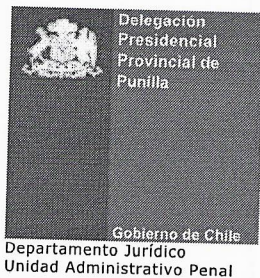 Delegación
Presidencial
Provincial de
Punilla
Gobierno de Chile
Departamento Jurídico
Unidad Administrativo Penal